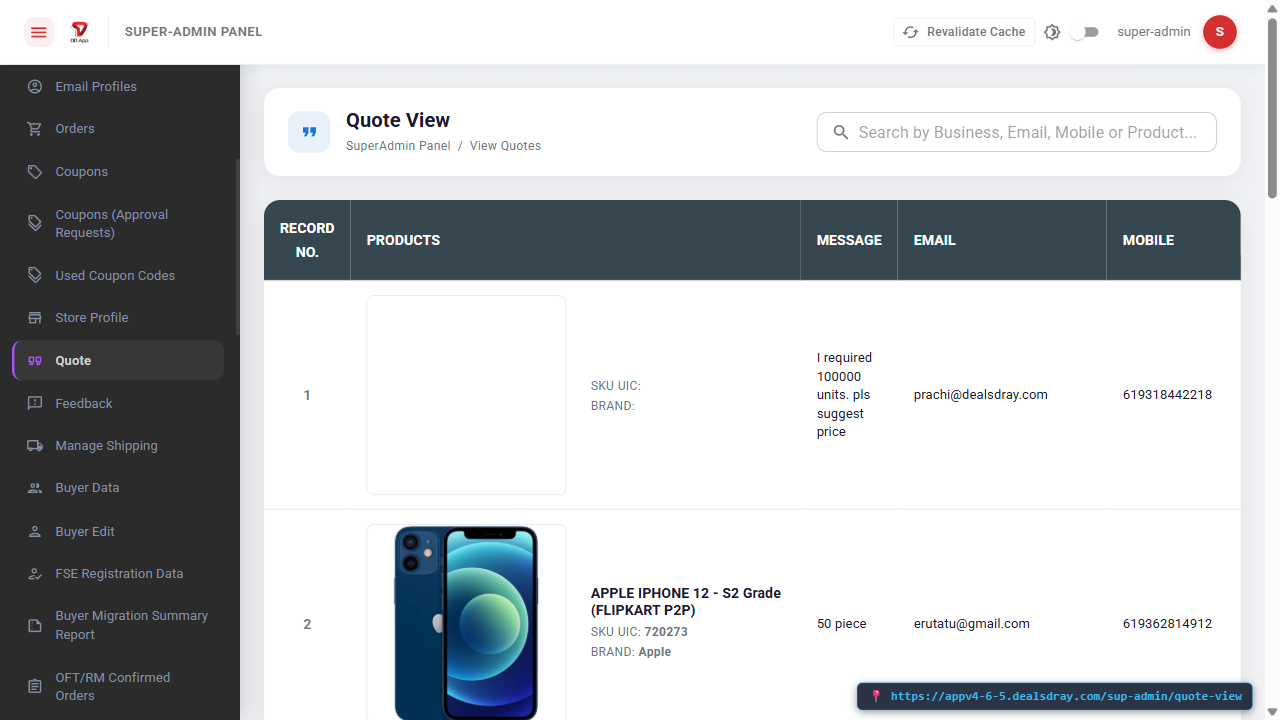 DD App
SUPER-ADMIN PANEL
Revalidate Cache
super-admin
S
Email Profiles
Orders
Coupons
Coupons (Approval
Requests)
Used Coupon Codes
Store Profile
Quote
Feedback
Manage Shipping
Buyer Data
Buyer Edit
FSE Registration Data
Buyer Migration Summary
Report
OFT/RM Confirmed
Orders
Quote View
SuperAdmin Panel / View Quotes
Search by Business, Email, Mobile or Product...
RECORD
NO.
PRODUCTS
MESSAGE
EMAIL
MOBILE
1
SKU UIC:
BRAND:
I required
100000
units. pls
suggest
price
prachi@dealsdray.com
619318442218
2
APPLE IPHONE 12 - S2 Grade
(FLIPKART P2P)
SKU UIC: 720273
BRAND: Apple
50 piece
erutatu@gmail.com
619362814912
https://appv4-6-5.dealsdray.com/sup-admin/quote-view